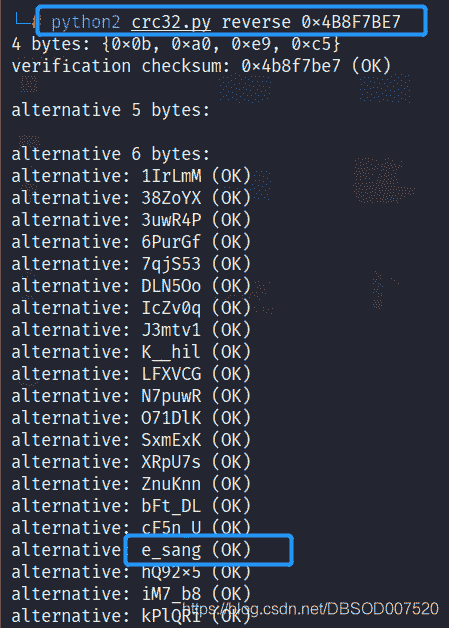 └─# python2 crc32.py reverse 0×4B8F7BE7
4 bytes: {0×0b, 0×a0, 0×e9, 0×c5}
verification checksum: 0×4b8f7be7 (OK)
alternative 5 bytes:
alternative 6 bytes:
alternative: 1IrLmM (OK)
alternative: 38ZoYX (OK)
alternative: 3uwR4P (OK)
alternative: 6PurGf (OK)
alternative: 7qjS53 (OK)
alternative: DLN5Oo (OK)
alternative: IcZv0q (OK)
alternative: J3mtv1 (OK)
alternative: K__hil (OK)
alternative: LFXVCG (OK)
alternative: N7puwR (OK)
alternative: O71DlK (OK)
alternative: SxmExK (OK)
alternative: XRpU7s (OK)
alternative: ZnuKnn (OK)
alternative: bFt_DL (OK)
alternative: cF5n_U (OK)
alternative: e_sang (OK)
alternative: hQ92×5 (OK)
alternative: iM7_b8 (OK)
alternative: kPlQRI (OK)
https://blog.csdn.net/DBSOD007520